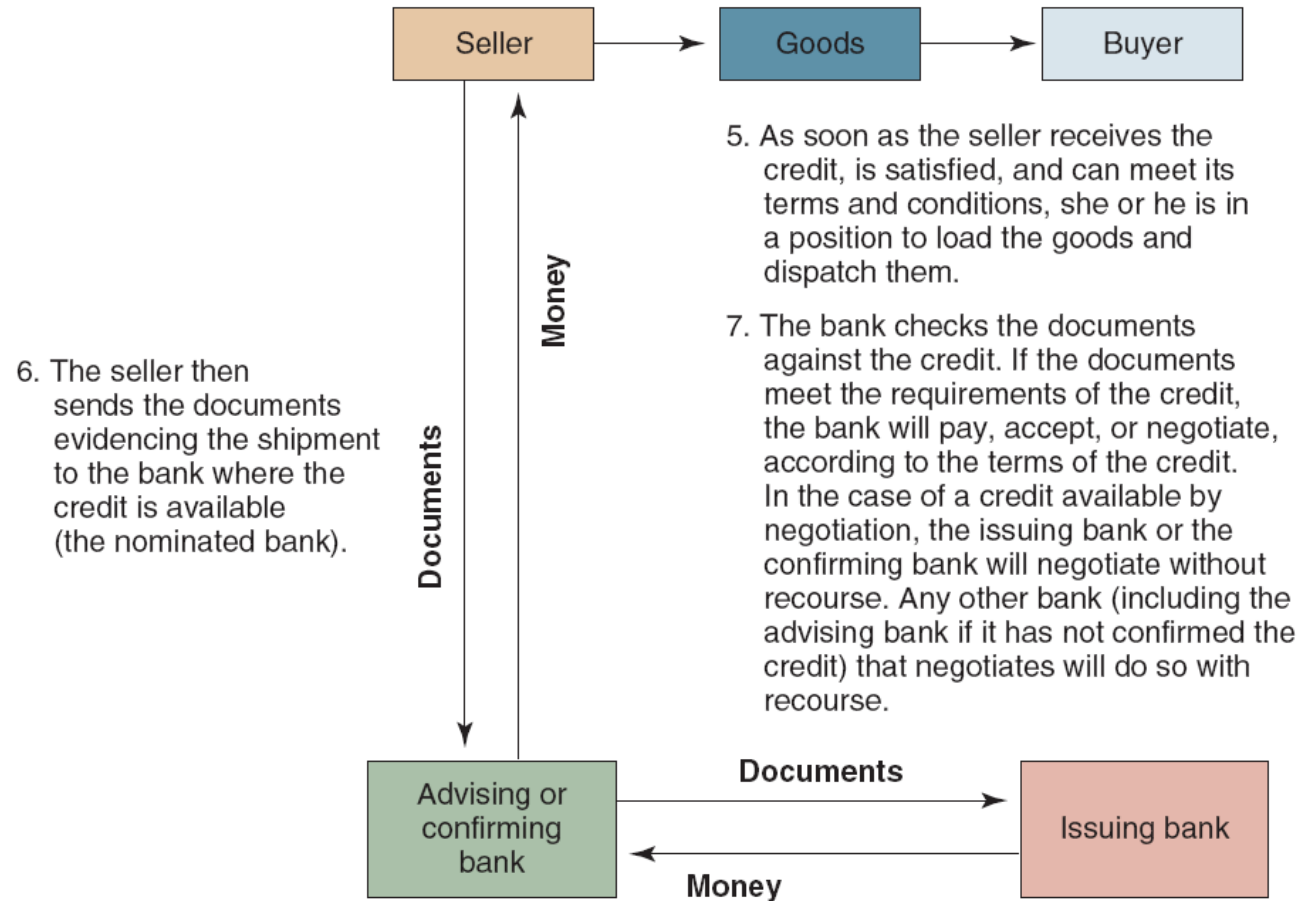 Seller
Goods
Buyer
5. As soon as the seller receives the
credit, is satisfied, and can meet its
terms and conditions, she or he is in
a position to load the goods and
dispatch them.
Money
7. The bank checks the documents
against the credit. If the documents
meet the requirements of the credit,
the bank will pay, accept, or negotiate,
according to the terms of the credit.
In the case of a credit available by
negotiation, the issuing bank or the
confirming bank will negotiate without
recourse. Any other bank (including the
advising bank if it has not confirmed the
credit) that negotiates will do so with
recourse.
6. The seller then
sends the documents
evidencing the shipment
to the bank where the
credit is available
(the nominated bank).
Documents
Advising or
confirming
bank
Documents
Money
Issuing bank